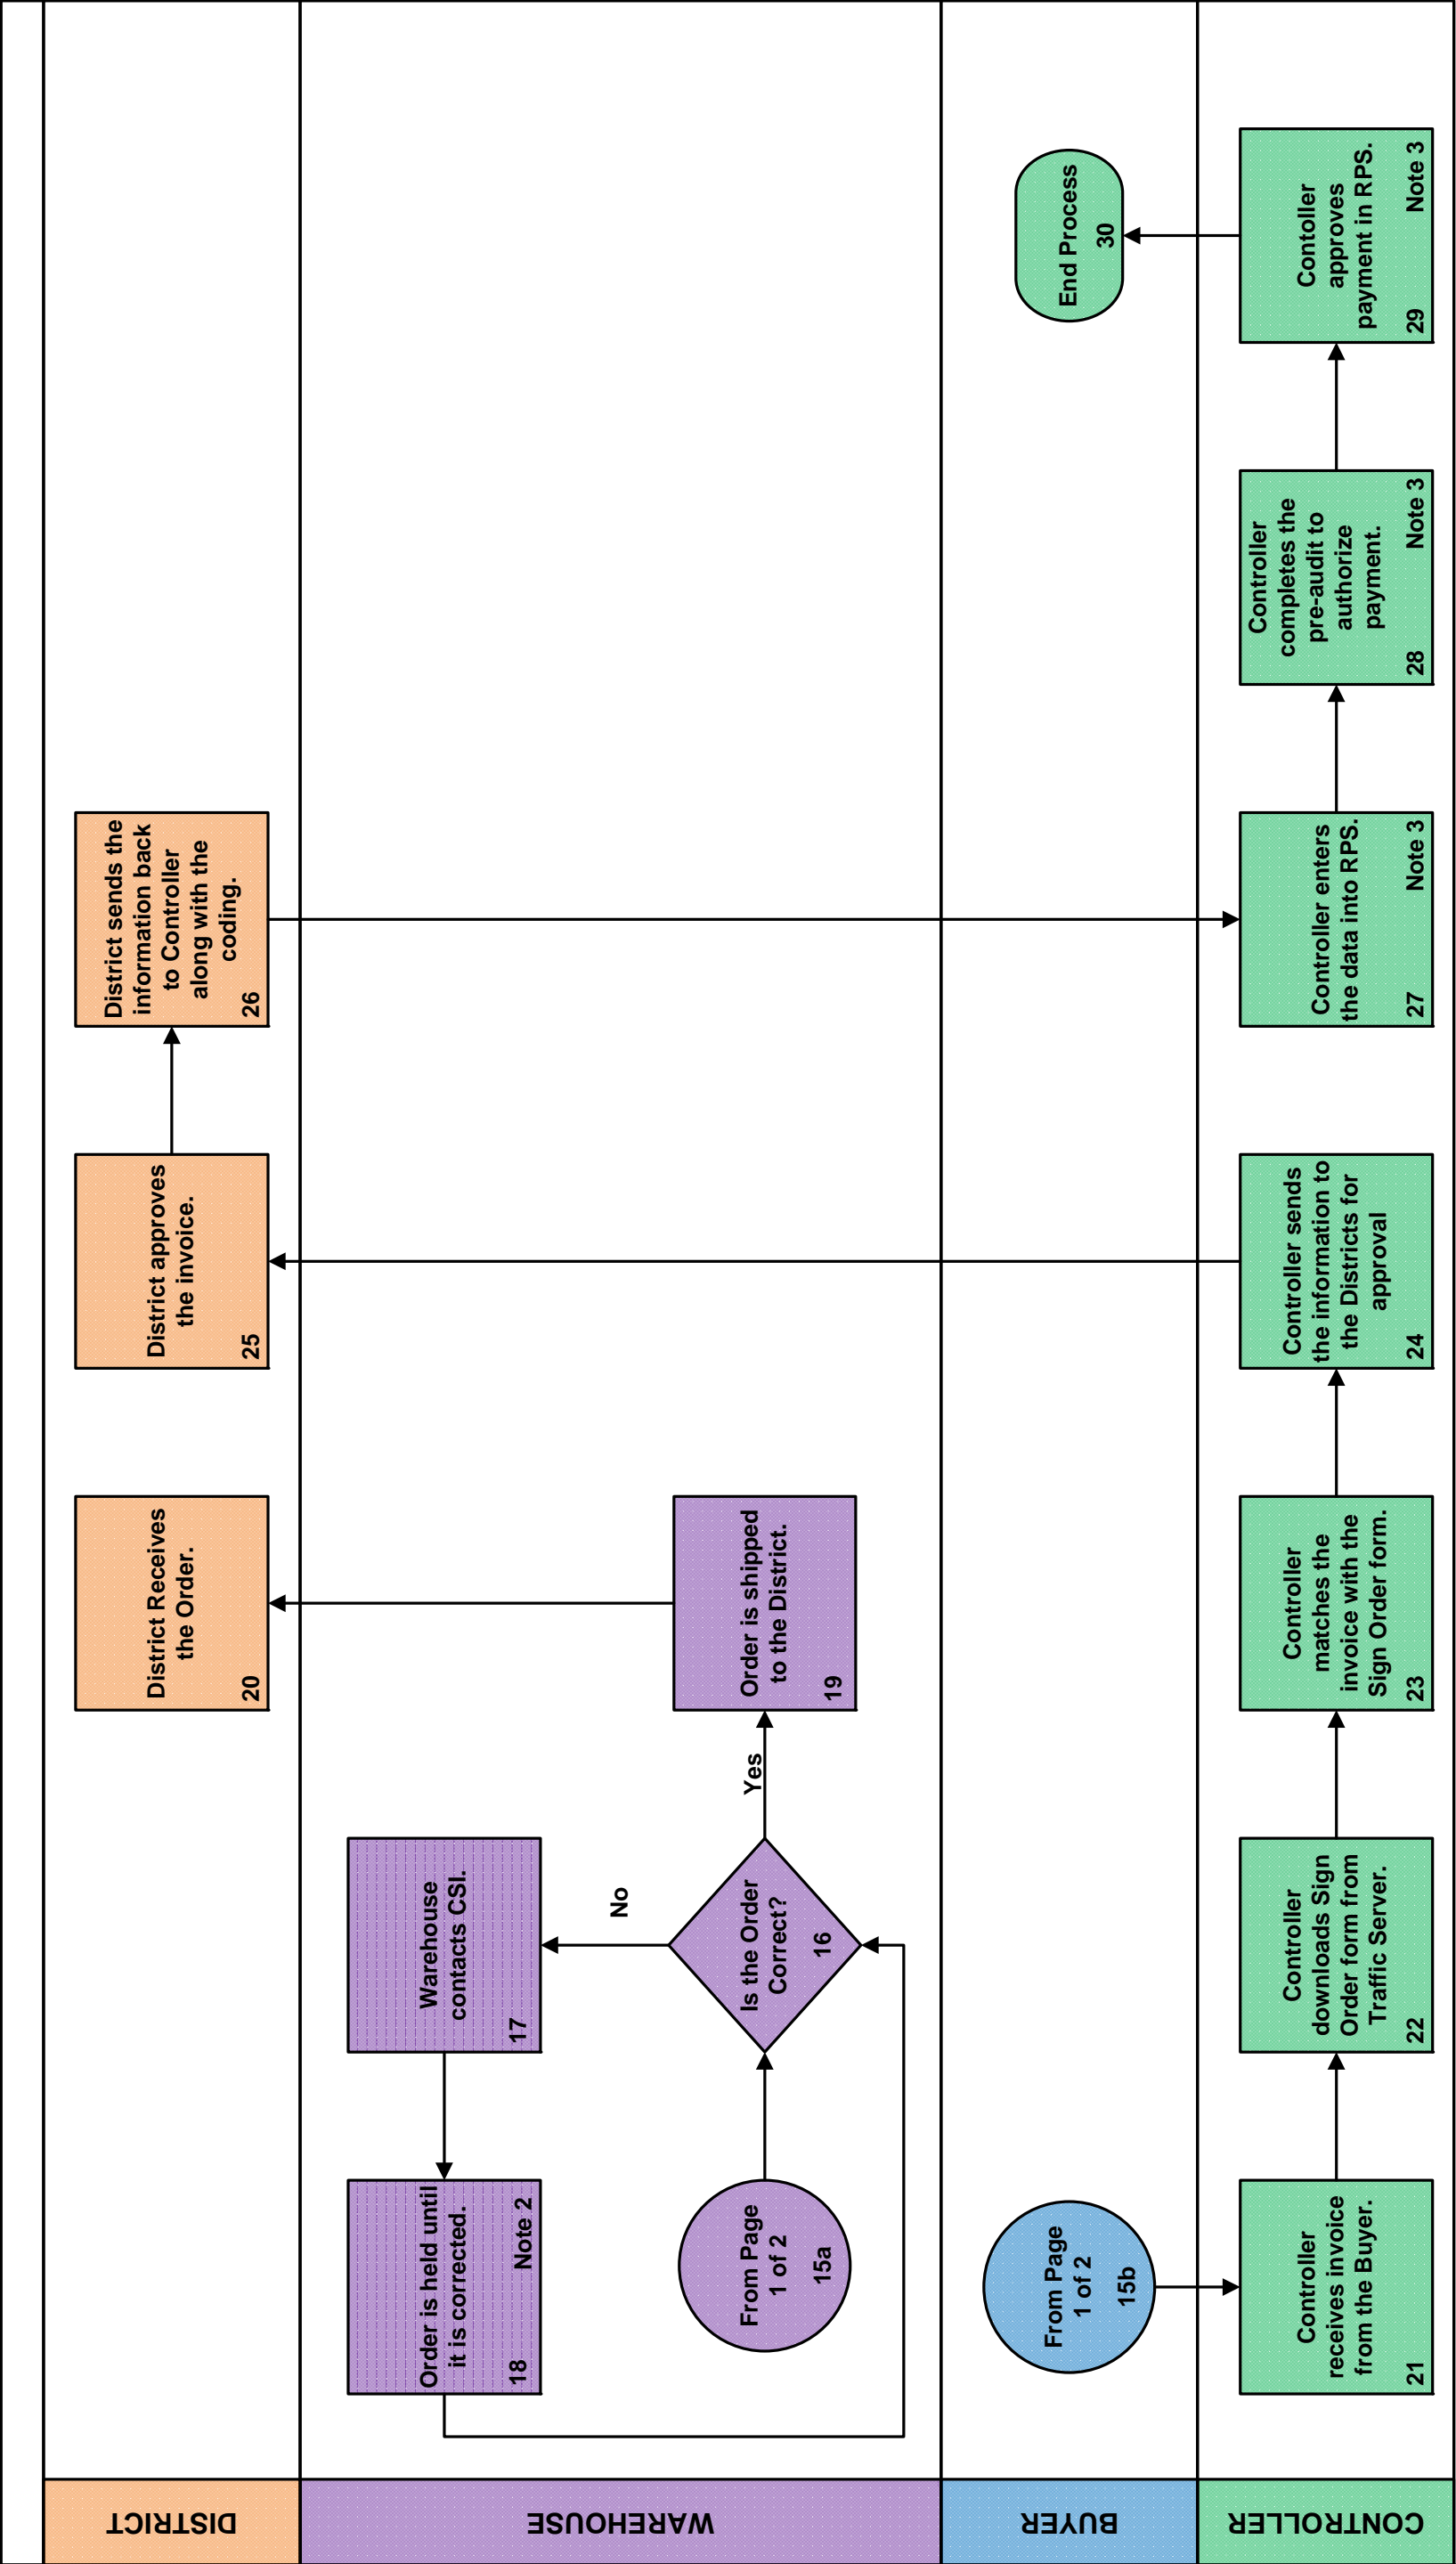 DISTRICT
District Receives
the Order.
20
District approves
the invoice.
25
District sends the
information back
to Controller
along with the
coding.
26
WAREHOUSE
Order is held until
it is corrected.
18
Note 2
Warehouse
contacts CSI.
17
No
From Page
1 of 2
15a
Is the Order
Correct?
16
Yes
Order is shipped
to the District.
19
BUYER
From Page
1 of 2
15b
End Process
30
CONTROLLER
Controller
receives invoice
from the Buyer.
21
Controller
downloads Sign
Order form from
Traffic Server.
22
Controller
matches the
invoice with the
Sign Order form.
23
Controller sends
the information to
the Districts for
approval
24
Controller enters
the data into RPS.
27
Note 3
Controller
completes the
pre-audit to
authorize
payment.
28
Note 3
Contoller
approves
payment in RPS.
29
Note 3